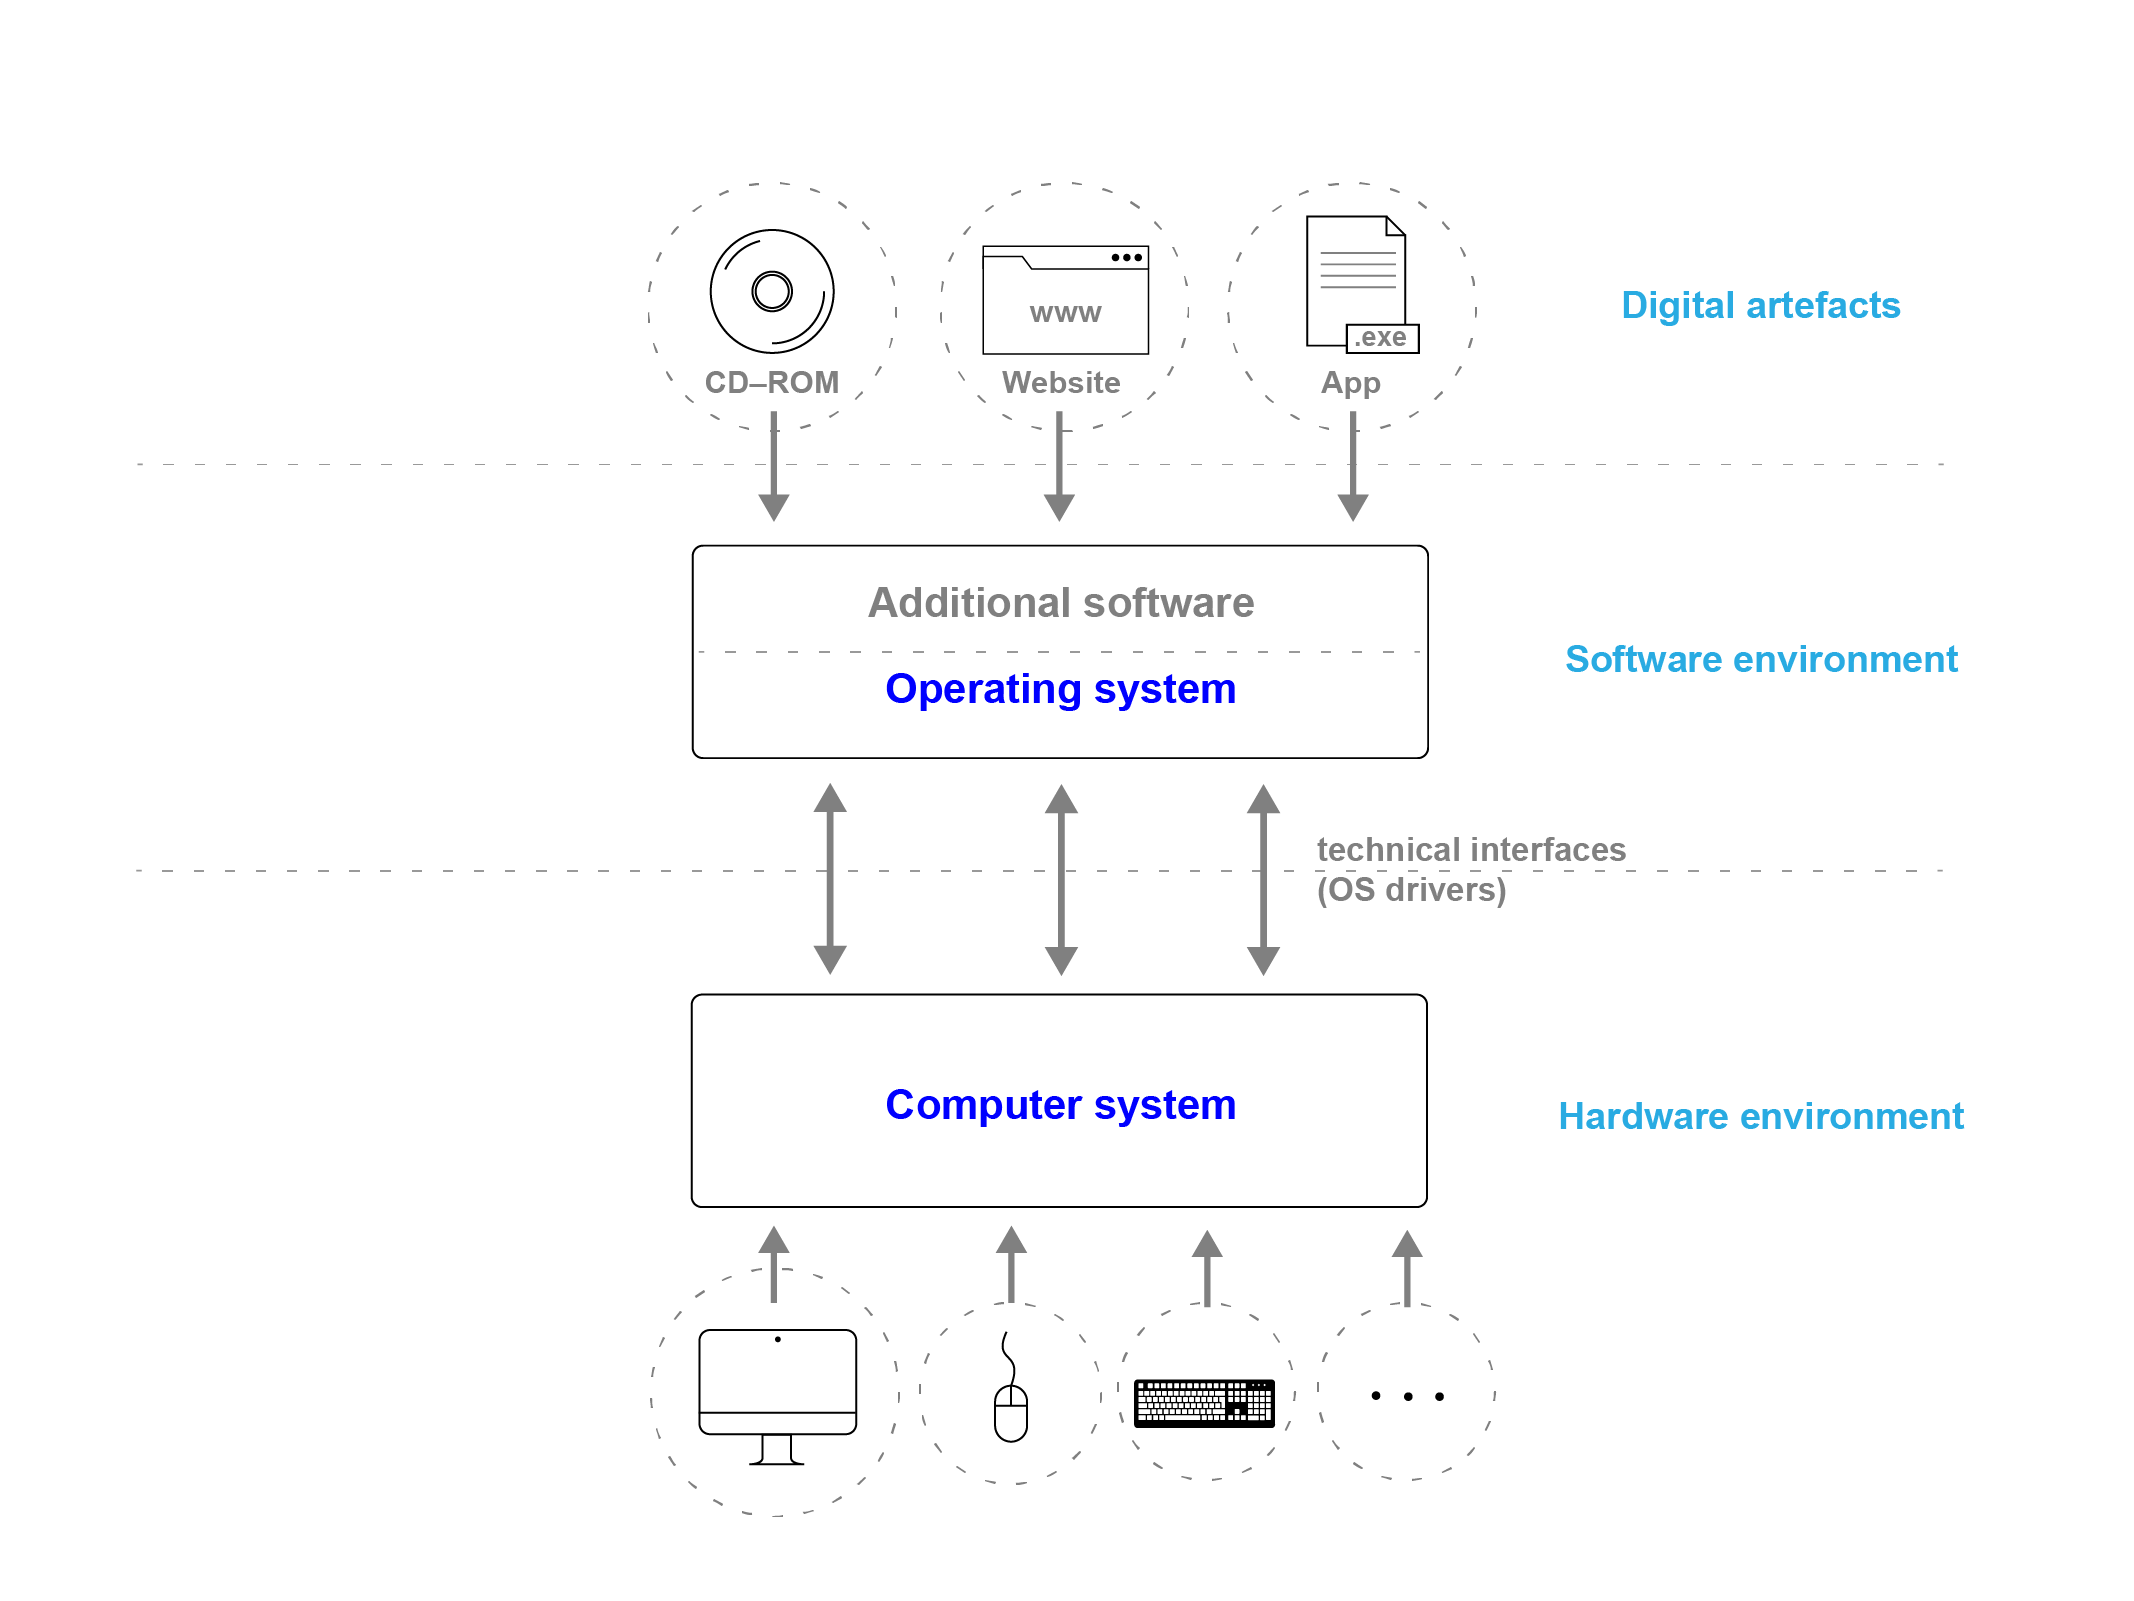 www
.exe
CD–ROM
Website
App
Digital artefacts
Additional software
Operating system
Software environment
technical interfaces
(OS drivers)
Computer system
Hardware environment